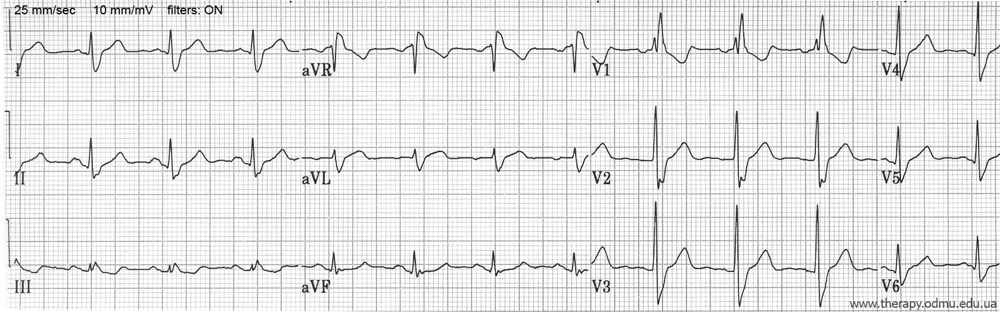 25 mm/sec 10 mm/mV filters: ON
I aVR V1 V4
II aVL V2 V5
III aVF V3 V6
www.therapy.odmu.edu.ua